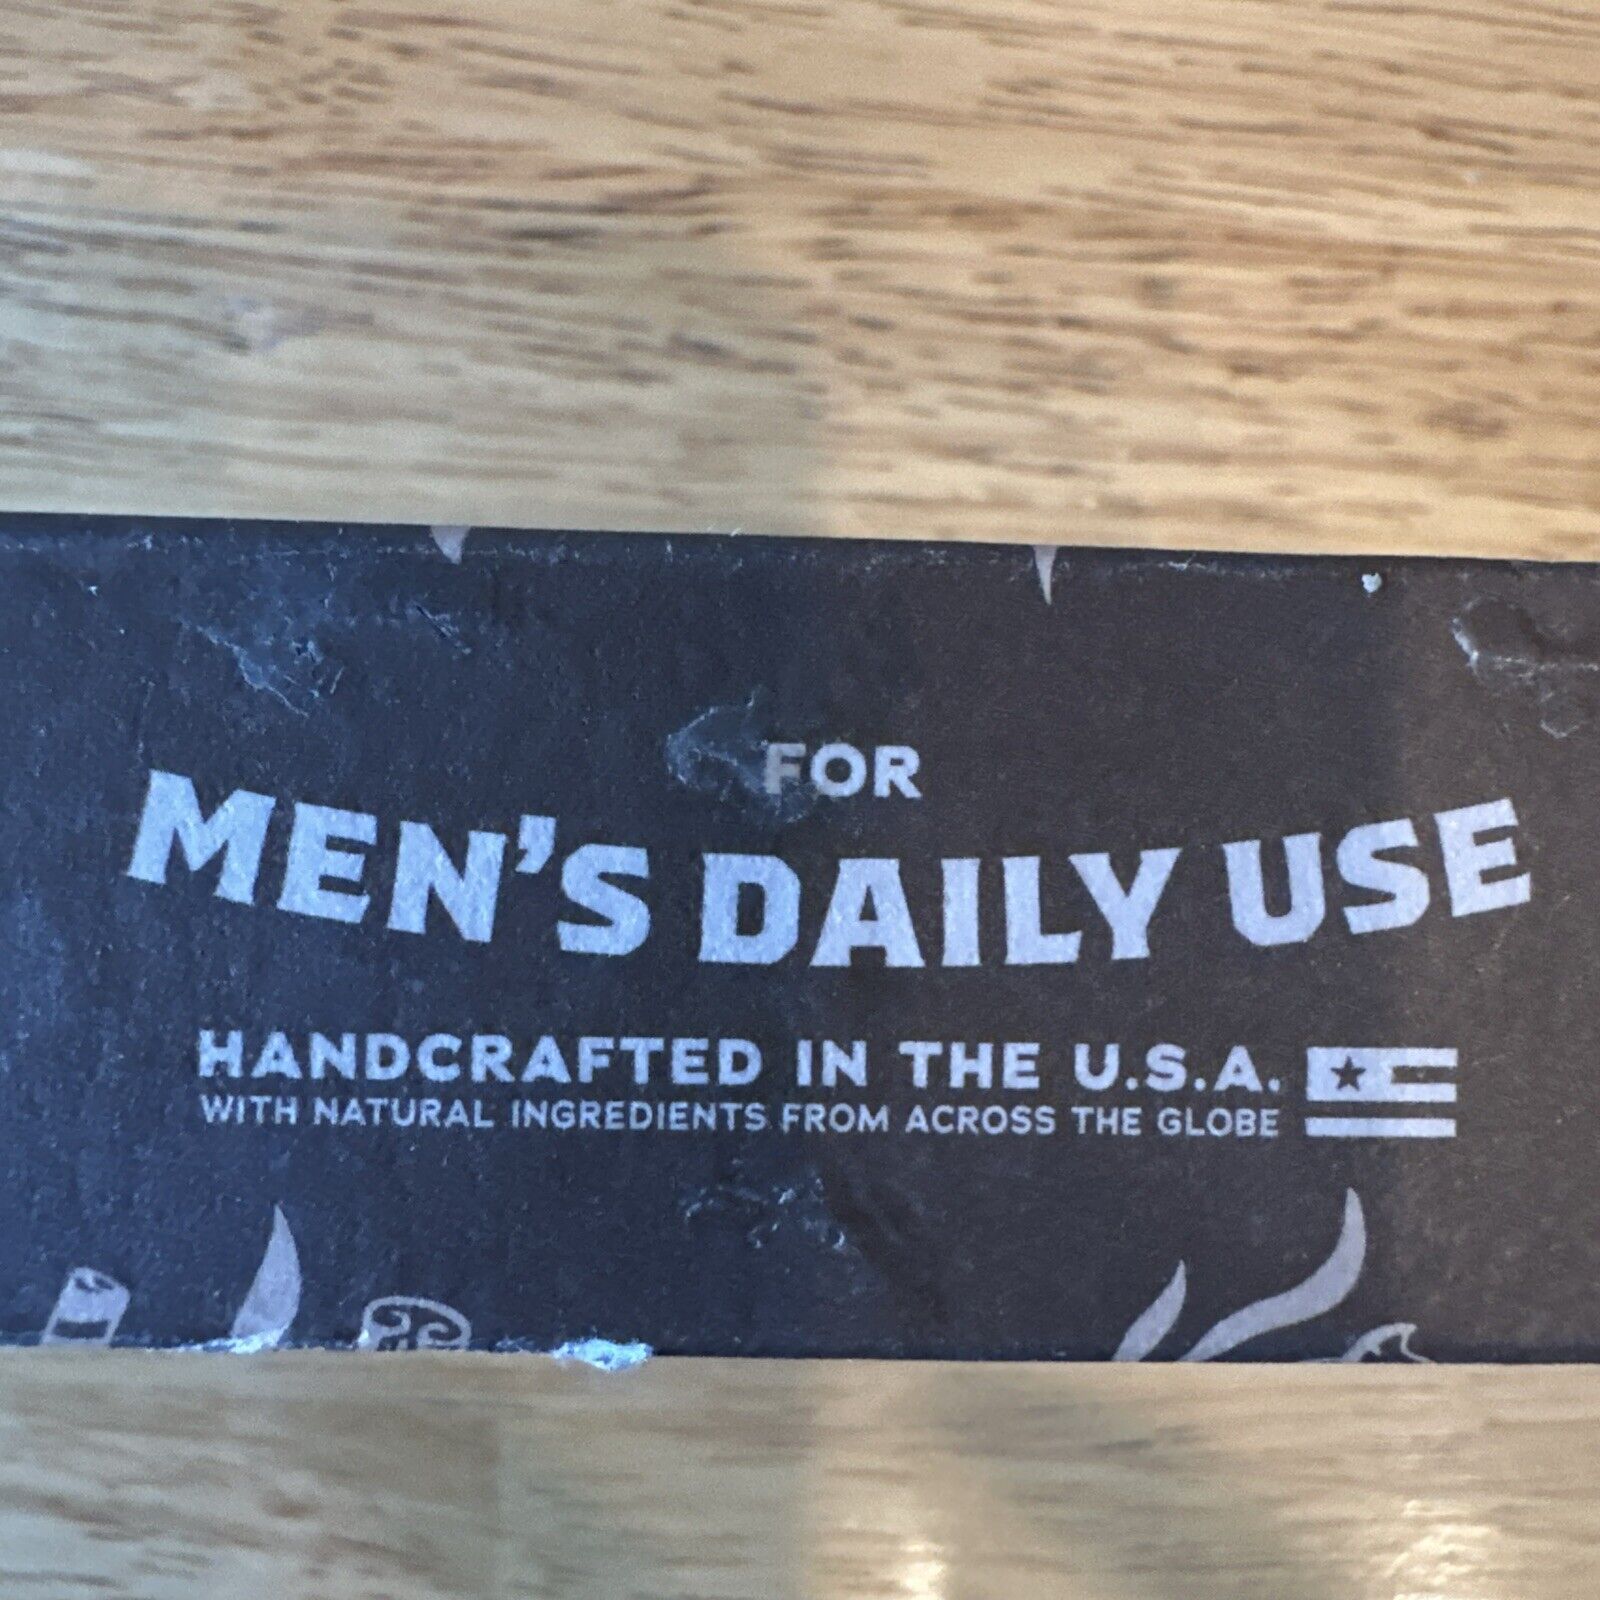 FOR
MEN'S DAILY USE
HANDCRAFTED IN THE U.S.A.
WITH NATURAL INGREDIENTS FROM ACROSS THE GLOBE